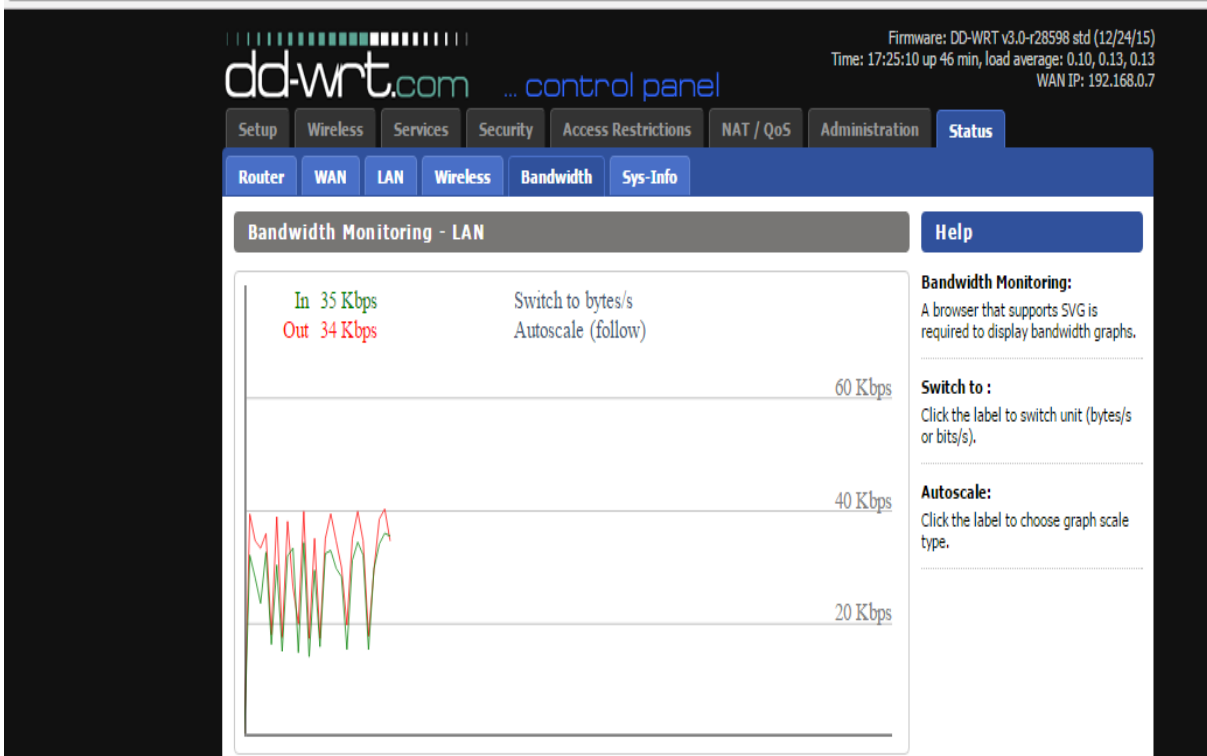 dd-wrt.com ... control panel
Firmware: DD-WRT v3.0-r28598 std (12/24/15)
Time: 17:25:10 up 46 min, load average: 0.10, 0.13, 0.13
WAN IP: 192.168.0.7
Setup Wireless Services Security Access Restrictions NAT / QoS Administration Status
Router WAN LAN Wireless Bandwidth Sys-Info
Bandwidth Monitoring - LAN
In 35 Kbps Switch to bytes/s
Out 34 Kbps Autoscale (follow)
60 Kbps
40 Kbps
20 Kbps
Help
Bandwidth Monitoring:
A browser that supports SVG is
required to display bandwidth graphs.
Switch to :
Click the label to switch unit (bytes/s
or bits/s).
Autoscale:
Click the label to choose graph scale
type.